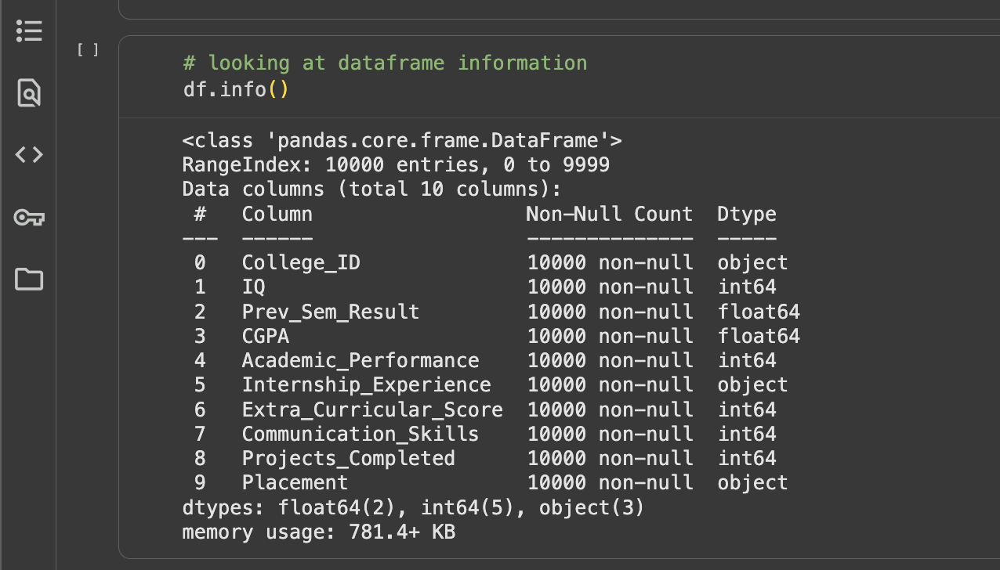 [ ]
# looking at dataframe information
df.info()
<class 'pandas.core.frame.DataFrame'>
RangeIndex: 10000 entries, 0 to 9999
Data columns (total 10 columns):
 #   Column                  Non-Null Count  Dtype
---  ------                  --------------  -----
 0   College_ID              10000 non-null  object
 1   IQ                      10000 non-null  int64
 2   Prev_Sem_Result         10000 non-null  float64
 3   CGPA                    10000 non-null  float64
 4   Academic_Performance    10000 non-null  int64
 5   Internship_Experience   10000 non-null  object
 6   Extra_Curricular_Score  10000 non-null  int64
 7   Communication_Skills    10000 non-null  int64
 8   Projects_Completed      10000 non-null  int64
 9   Placement               10000 non-null  object
dtypes: float64(2), int64(5), object(3)
memory usage: 781.4+ KB